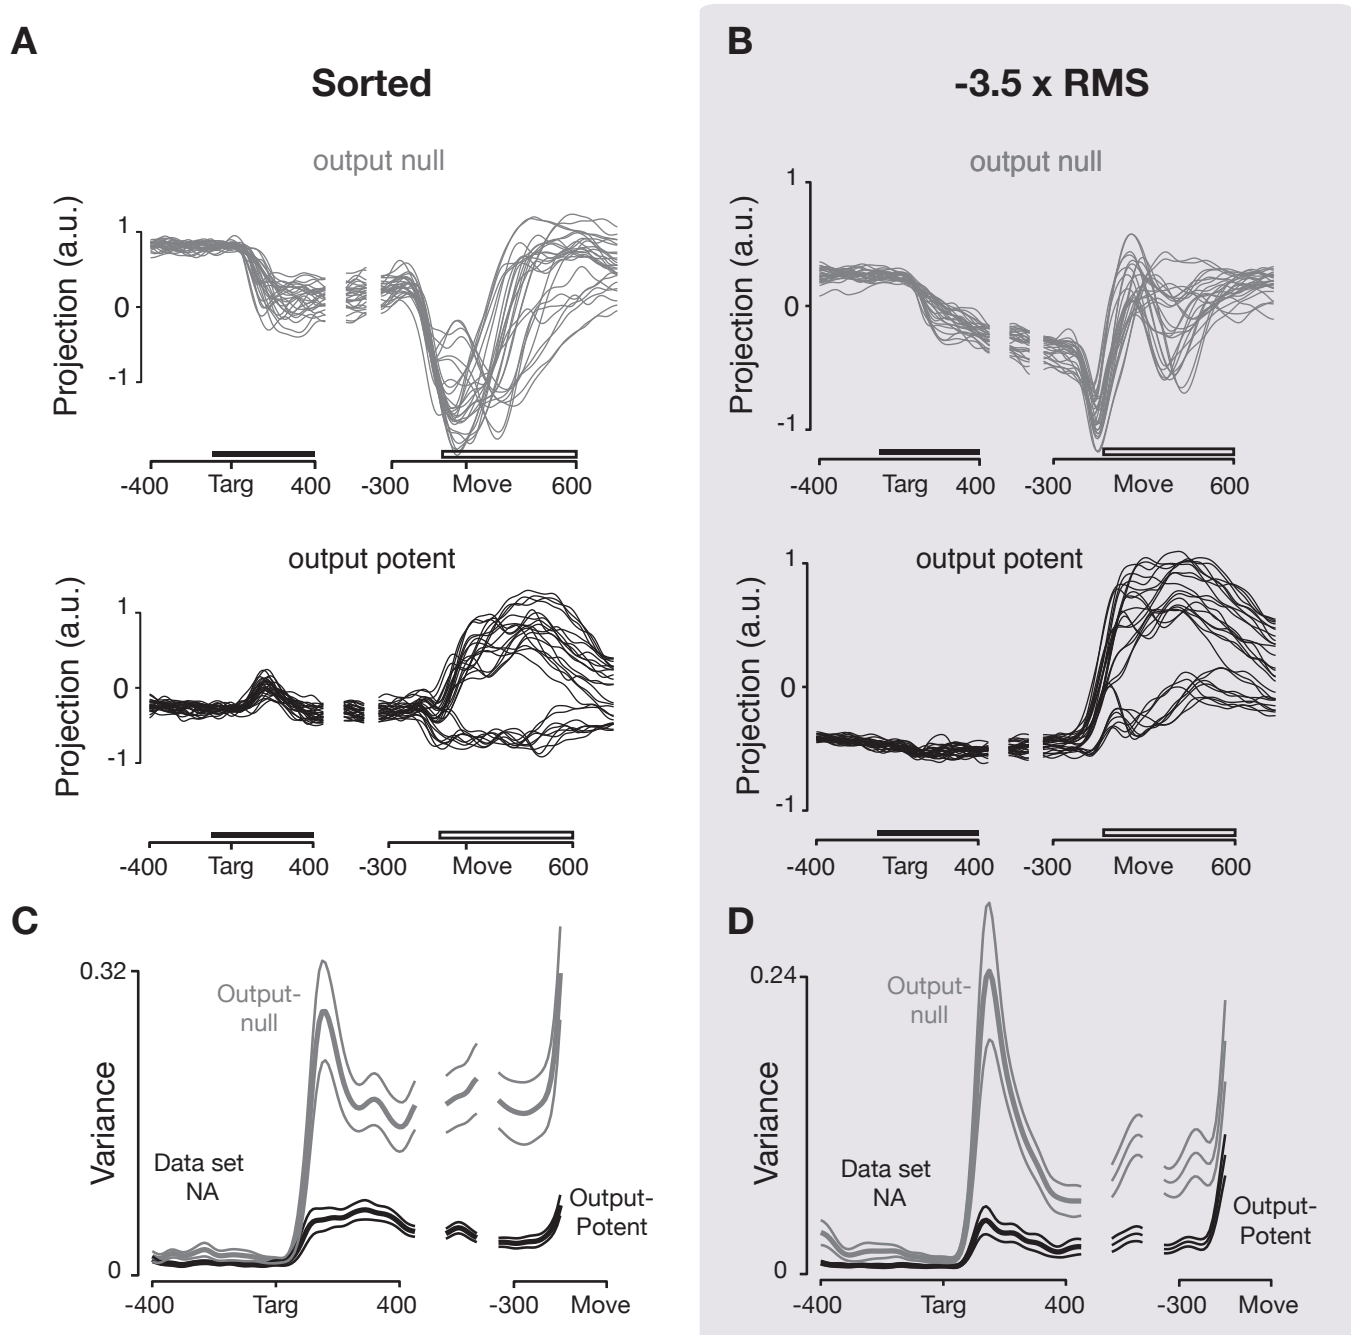 A
Sorted
output null
Projection (a.u.)
1
0
-1
-400 Targ 400 -300 Move 600
output potent
Projection (a.u.)
1
0
-1
-400 Targ 400 -300 Move 600
B
-3.5 x RMS
output null
Projection (a.u.)
1
0
-1
-400 Targ 400 -300 Move 600
output potent
Projection (a.u.)
1
0
-1
-400 Targ 400 -300 Move 600
C
0.32
Output-
null
Variance
Data set
NA
Output-
Potent
0
-400 Targ 400 -300 Move
D
0.24
Output-
null
Variance
Data set
NA
Output-
Potent
0
-400 Targ 400 -300 Move